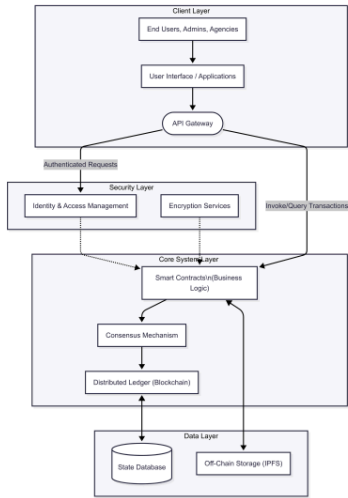 Client Layer
End Users, Admins, Agencies
User Interface / Applications
API Gateway
Authenticated Requests
Security Layer
Identity & Access Management
Encryption Services
Invoke/Query Transactions
Core System Layer
Smart Contracts\n(Business
Logic)
Consensus Mechanism
Distributed Ledger (Blockchain)
Data Layer
State Database
Off-Chain Storage (IPFS)